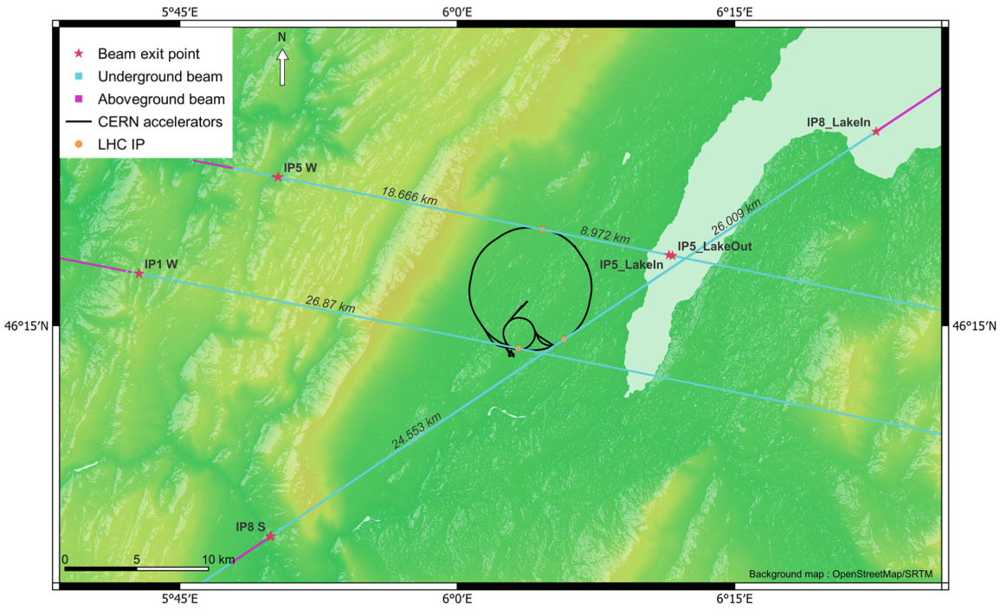 5°45′E 6°0′E 6°15′E
N
Beam exit point
Underground beam
Aboveground beam
CERN accelerators
LHC IP
IP8_LakeIn
IP5 W
18.666 km
26.009 km
8.972 km
IP5_LakeOut
IP5_LakeIn
IP1 W
26.87 km
46°15′N 46°15′N
24.553 km
IP8 S
0 5 10 km
Background map : OpenStreetMap/SRTM
5°45′E 6°0′E 6°15′E